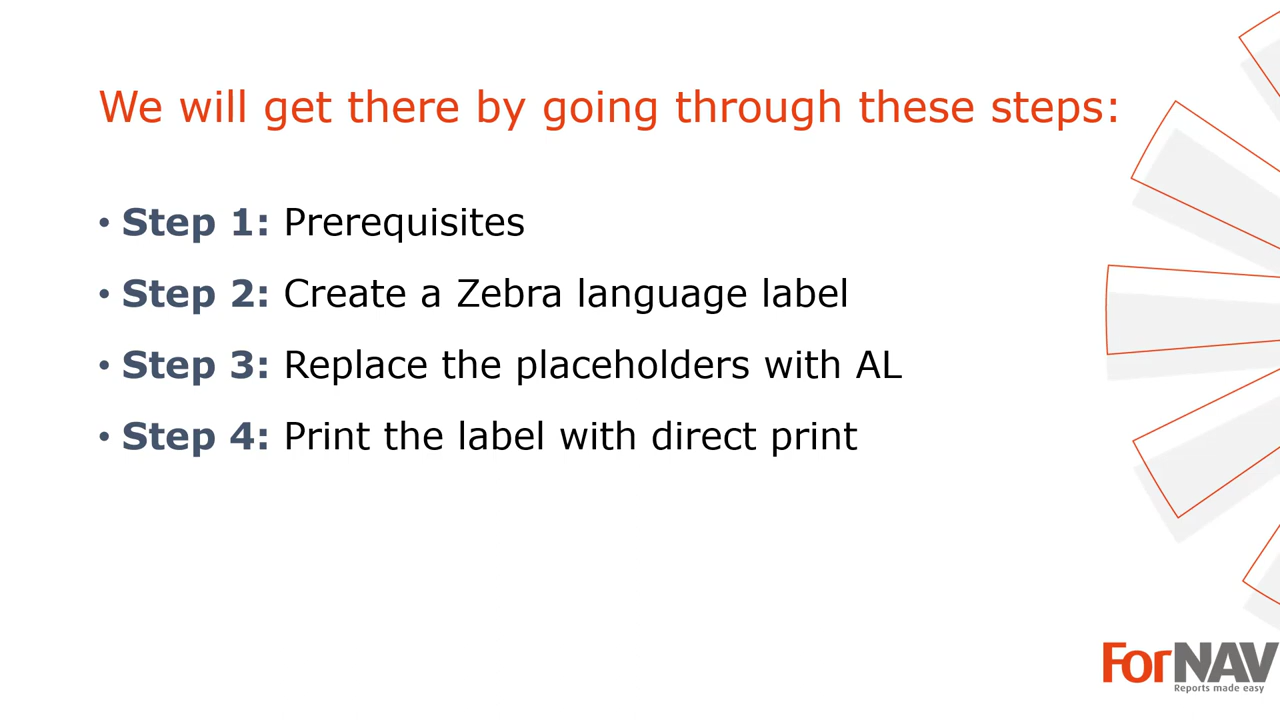 We will get there by going through these steps:
• Step 1: Prerequisites
• Step 2: Create a Zebra language label
• Step 3: Replace the placeholders with AL
• Step 4: Print the label with direct print
ForNAV
Reports made easy